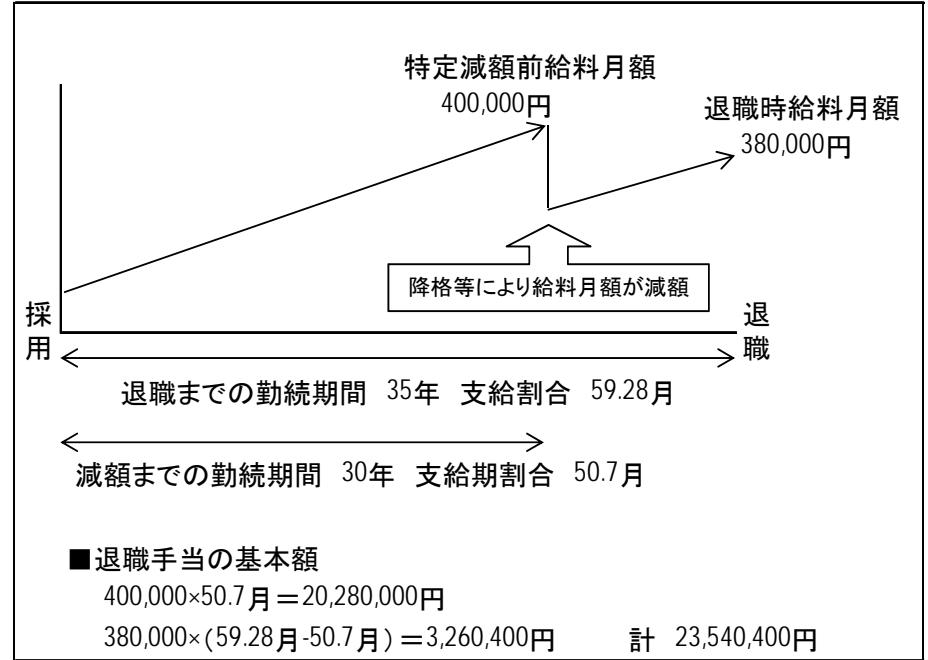 特定減額前給料月額
400,000円
退職時給料月額
380,000円
降格等により給料月額が減額
採用
退職
退職までの勤続期間 35年 支給割合 59.28月
減額までの勤続期間 30年 支給期割合 50.7月
■退職手当の基本額
400,000×50.7月＝20,280,000円
380,000×(59.28月-50.7月)＝3,260,400円 計 23,540,400円